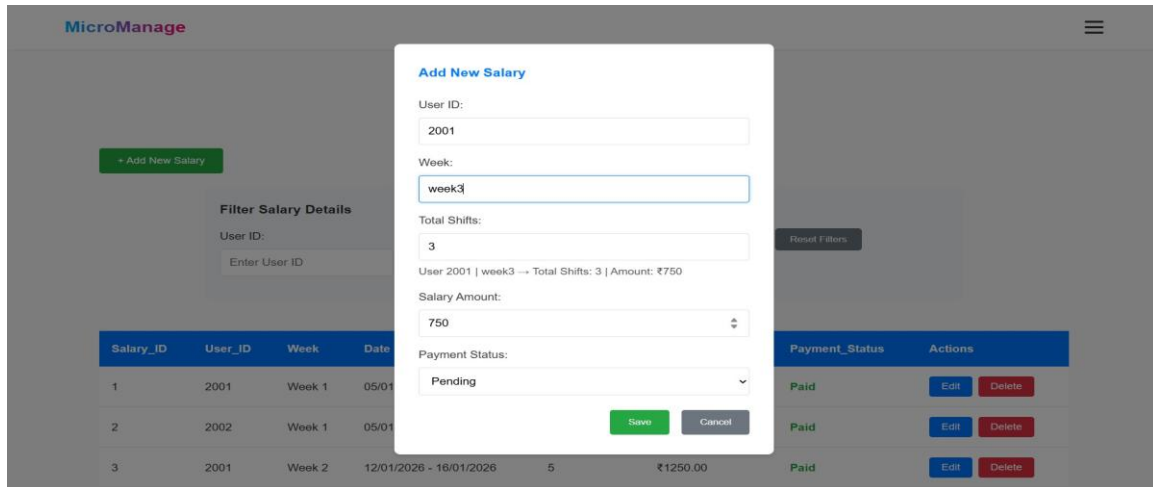 MicroManage
Add New Salary
User ID:
2001
Week:
week3
Total Shifts:
3
User 2001 | week3 → Total Shifts: 3 | Amount: ₹750
Salary Amount:
750
Payment Status:
Pending
Save Cancel
+ Add New Salary
Filter Salary Details
User ID:
Enter User ID
Reset Filters
Salary_ID User_ID Week Date Payment_Status Actions
1 2001 Week 1 05/01 Paid Edit Delete
2 2002 Week 1 05/01 Paid Edit Delete
3 2001 Week 2 12/01/2026 - 16/01/2026 5 ₹1250.00 Paid Edit Delete